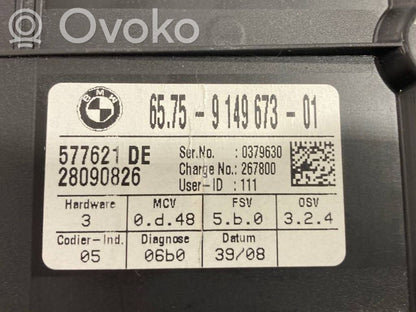 Ovoko
BMW
65.75 - 9 149 673 - 01
577621 DE
28090826
Ser.No. : 0379630
Charge No.: 267800
User-ID : 111
Hardware MCV FSV OSV
3 0.d.48 5.b.0 3.2.4
Codier-Ind. Diagnose Datum
05 06b0 39/08